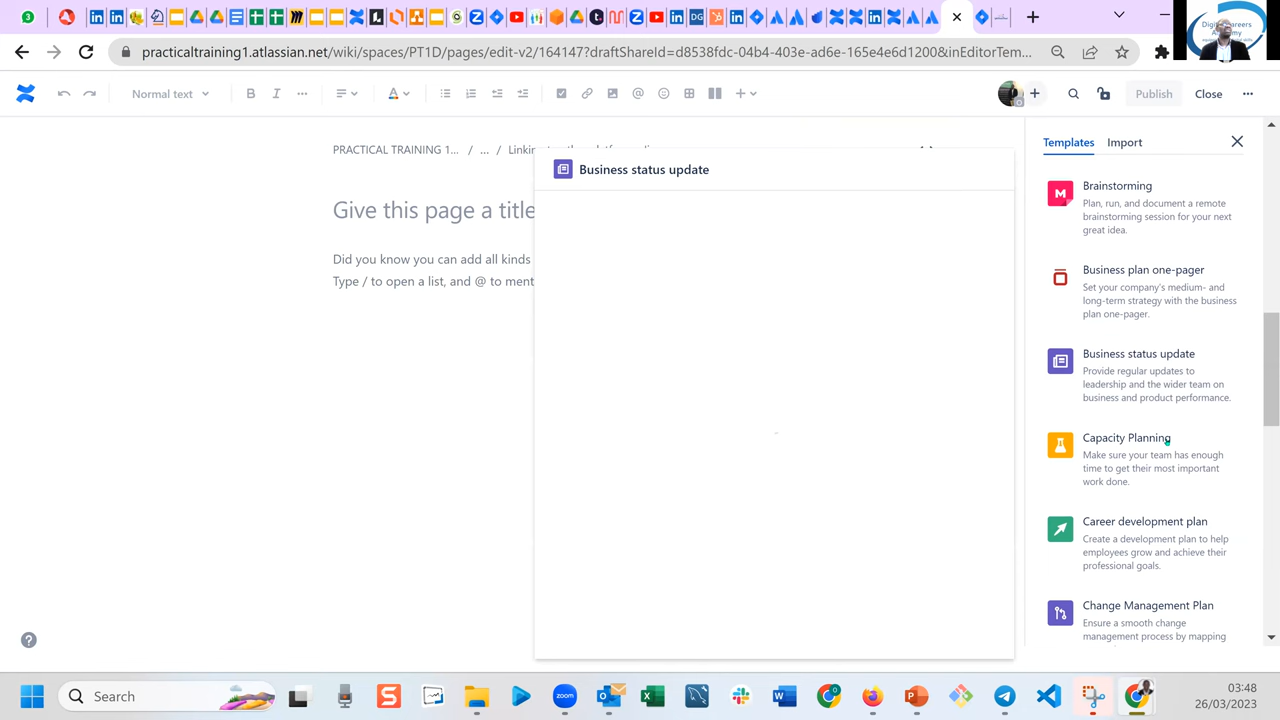 practicaltraining1.atlassian.net/wiki/spaces/PT1D/pages/edit-v2/164147?draftShareId=d8538fdc-04b4-403e-ad6e-165e4e6d1200&inEditorTem...
Normal text
B
I
A
Publish
Close
PRACTICAL TRAINING 1... / ... /
Give this page a title
Did you know you can add all kinds
Type / to open a list, and @ to ment
Business status update
Templates
Import
Brainstorming
Plan, run, and document a remote
brainstorming session for your next
great idea.
Business plan one-pager
Set your company's medium- and
long-term strategy with the business
plan one-pager.
Business status update
Provide regular updates to
leadership and the wider team on
business and product performance.
Capacity Planning
Make sure your team has enough
time to get their most important
work done.
Career development plan
Create a development plan to help
employees grow and achieve their
professional goals.
Change Management Plan
Ensure a smooth change
management process by mapping
Search
zoom
03:48
26/03/2023